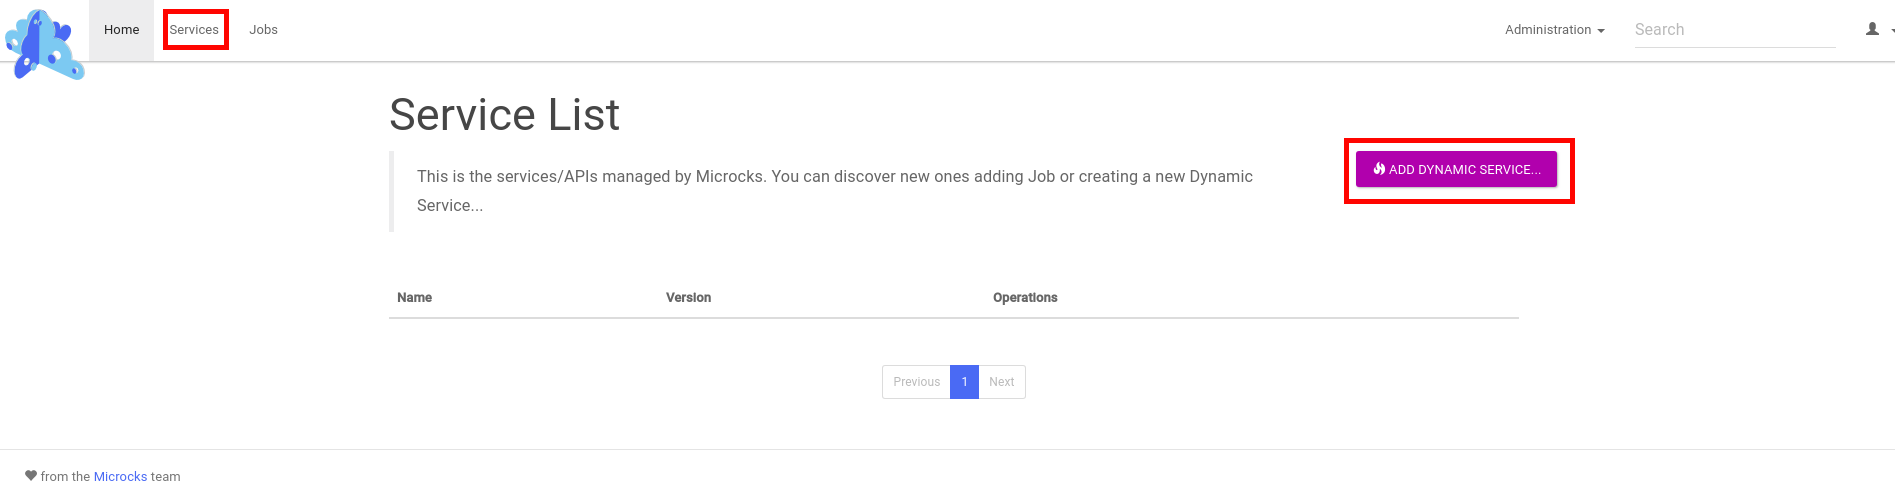 Home Services Jobs Administration Search
Service List
This is the services/APIs managed by Microcks. You can discover new ones adding Job or creating a new Dynamic
Service...
ADD DYNAMIC SERVICE...
Name Version Operations
Previous 1 Next
from the Microcks team